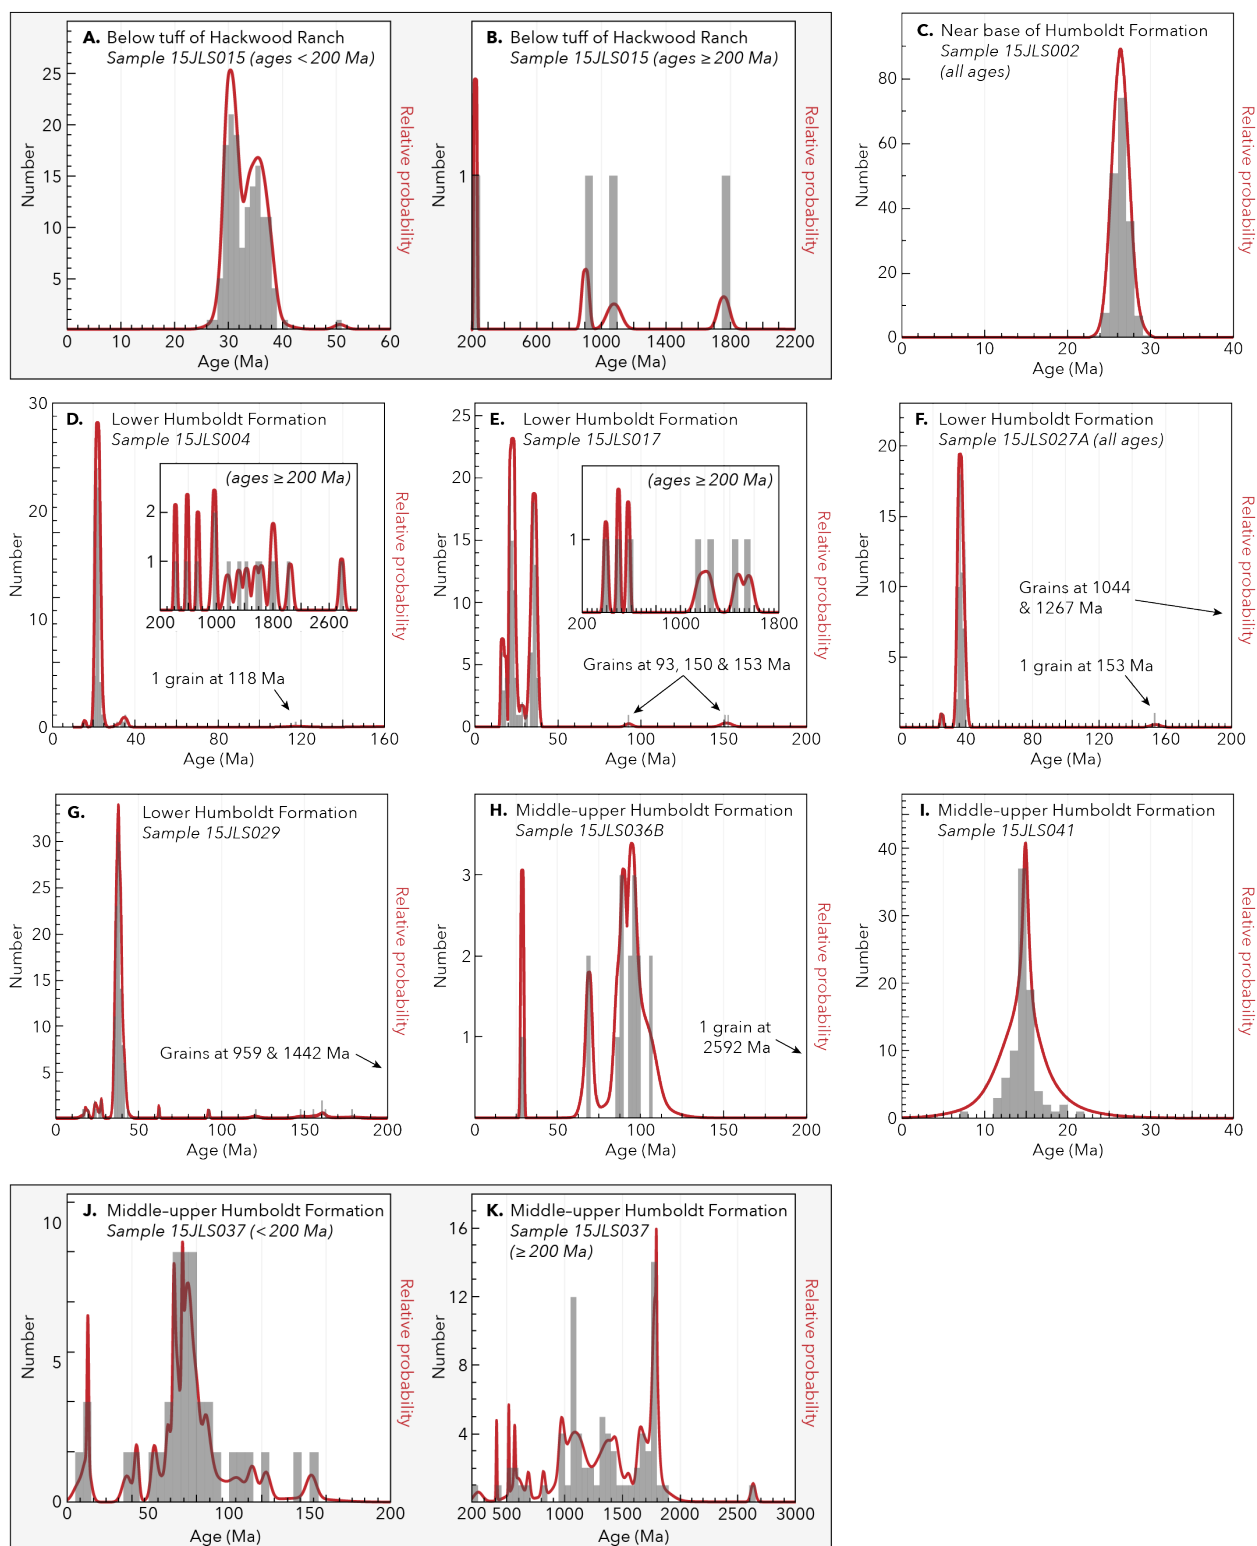 A. Below tuff of Hackwood Ranch
Sample 15JLS015 (ages < 200 Ma)
25
20
15
10
5
0 10 20 30 40 50 60
Number
Age (Ma)
Relative probability
B. Below tuff of Hackwood Ranch
Sample 15JLS015 (ages ≥ 200 Ma)
1
200 600 1000 1400 1800 2200
Number
Age (Ma)
Relative probability
C. Near base of Humboldt Formation
Sample 15JLS002
(all ages)
80
60
40
20
0
0 10 20 30 40
Number
Age (Ma)
Relative probability
D. Lower Humboldt Formation
Sample 15JLS004
30
20
10
0
0 40 80 120 160
Number
Age (Ma)
Relative probability
(ages ≥ 200 Ma)
2
1
200 1000 1800 2600
1 grain at 118 Ma
E. Lower Humboldt Formation
Sample 15JLS017
25
20
15
10
5
0
0 50 100 150 200
Number
Age (Ma)
Relative probability
(ages ≥ 200 Ma)
1
200 1000 1800
Grains at 93, 150 & 153 Ma
F. Lower Humboldt Formation
Sample 15JLS027A (all ages)
20
15
10
5
0 40 80 120 160 200
Number
Age (Ma)
Relative probability
Grains at 1044
& 1267 Ma
1 grain at 153 Ma
G. Lower Humboldt Formation
Sample 15JLS029
30
25
20
15
10
5
0 50 100 150 200
Number
Age (Ma)
Relative probability
Grains at 959 & 1442 Ma
H. Middle–upper Humboldt Formation
Sample 15JLS036B
3
2
1
0 50 100 150 200
Number
Age (Ma)
Relative probability
1 grain at
2592 Ma
I. Middle–upper Humboldt Formation
Sample 15JLS041
40
30
20
10
0
0 10 20 30 40
Number
Age (Ma)
Relative probability
J. Middle–upper Humboldt Formation
Sample 15JLS037 (< 200 Ma)
10
5
0
0 50 100 150 200
Number
Age (Ma)
Relative probability
K. Middle–upper Humboldt Formation
Sample 15JLS037
(≥ 200 Ma)
16
12
8
4
200 500 1000 1500 2000 2500 3000
Number
Age (Ma)
Relative probability